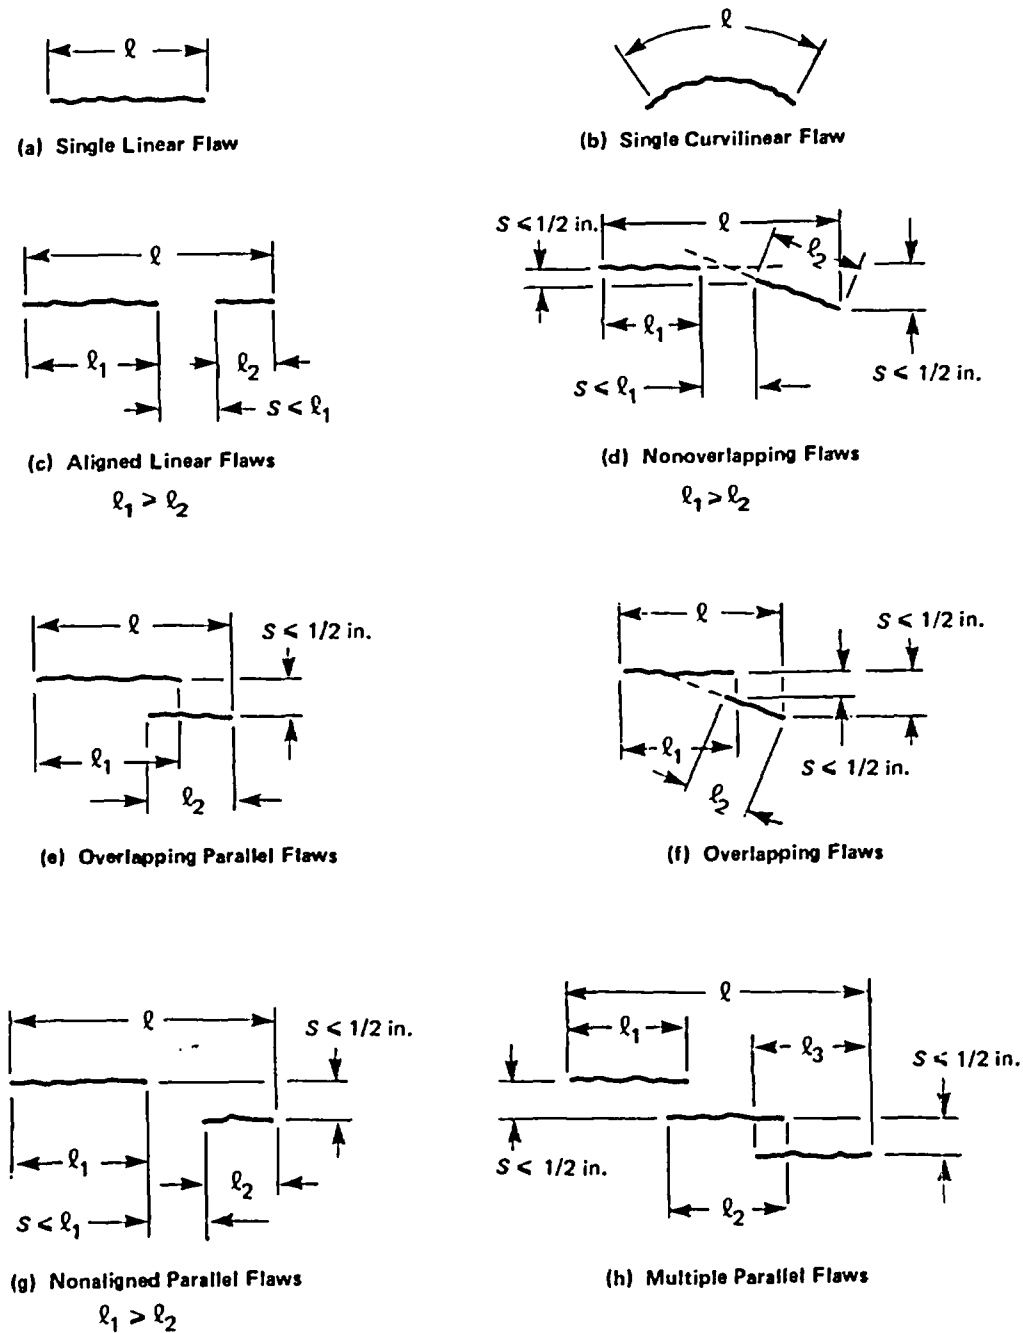 ℓ
(a) Single Linear Flaw
ℓ
(b) Single Curvilinear Flaw
ℓ
ℓ₁
ℓ₂
S < ℓ₁
(c) Aligned Linear Flaws
ℓ₁ > ℓ₂
S < 1/2 in.
ℓ
ℓ₂
ℓ₁
S < ℓ₁
S < 1/2 in.
(d) Nonoverlapping Flaws
ℓ₁ > ℓ₂
ℓ
S < 1/2 in.
ℓ₁
ℓ₂
(e) Overlapping Parallel Flaws
ℓ
S < 1/2 in.
ℓ₁
S < 1/2 in.
ℓ₂
(f) Overlapping Flaws
ℓ
S < 1/2 in.
ℓ₁
ℓ₂
S < ℓ₁
(g) Nonaligned Parallel Flaws
ℓ₁ > ℓ₂
ℓ
ℓ₁
ℓ₃
S < 1/2 in.
S < 1/2 in.
ℓ₂
(h) Multiple Parallel Flaws